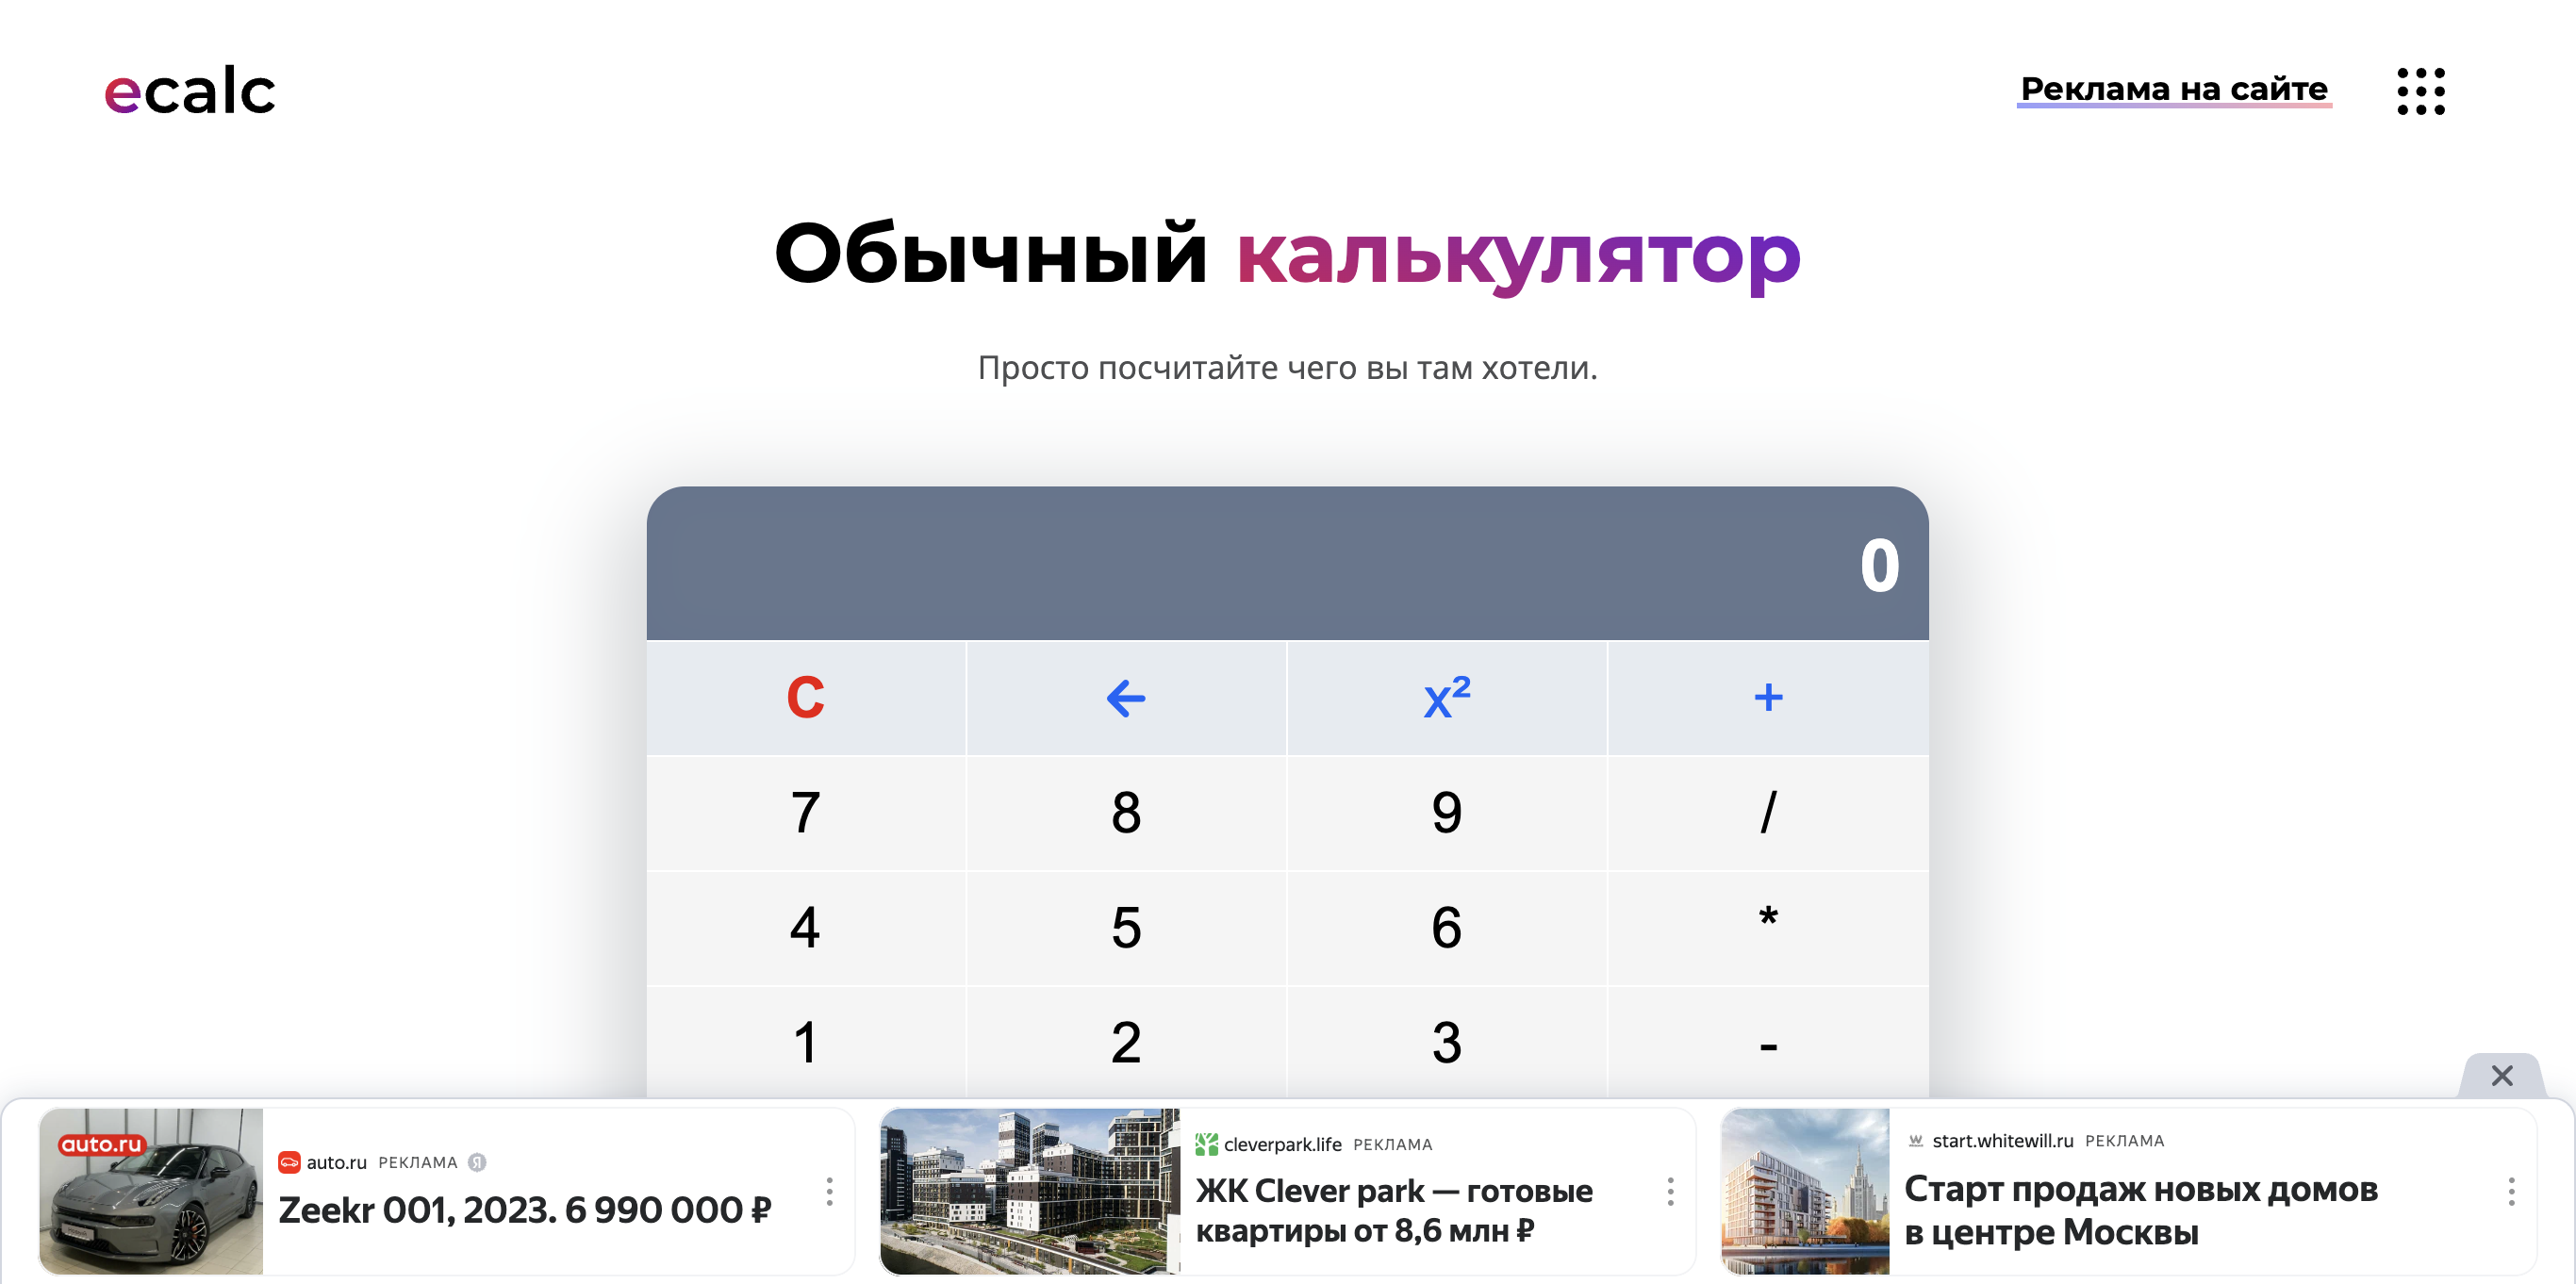 ecalc
Реклама на сайте
Обычный калькулятор
Просто посчитайте чего вы там хотели.
0
C ← x² +
7 8 9 /
4 5 6 *
1 2 3 -
auto.ru
auto.ru РЕКЛАМА Я
Zeekr 001, 2023. 6 990 000 ₽
cleverpark.life РЕКЛАМА
ЖК Clever park — готовые
квартиры от 8,6 млн ₽
W start.whitewill.ru РЕКЛАМА
Старт продаж новых домов
в центре Москвы